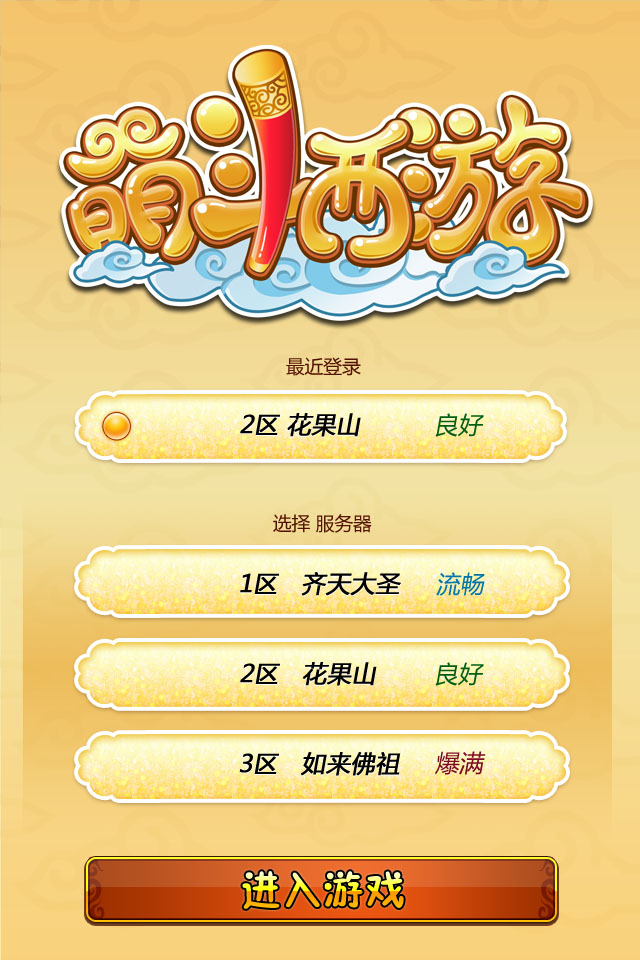 萌斗西游
最近登录
2区 花果山 良好
选择 服务器
1区 齐天大圣 流畅
2区 花果山 良好
3区 如来佛祖 爆满
进入游戏